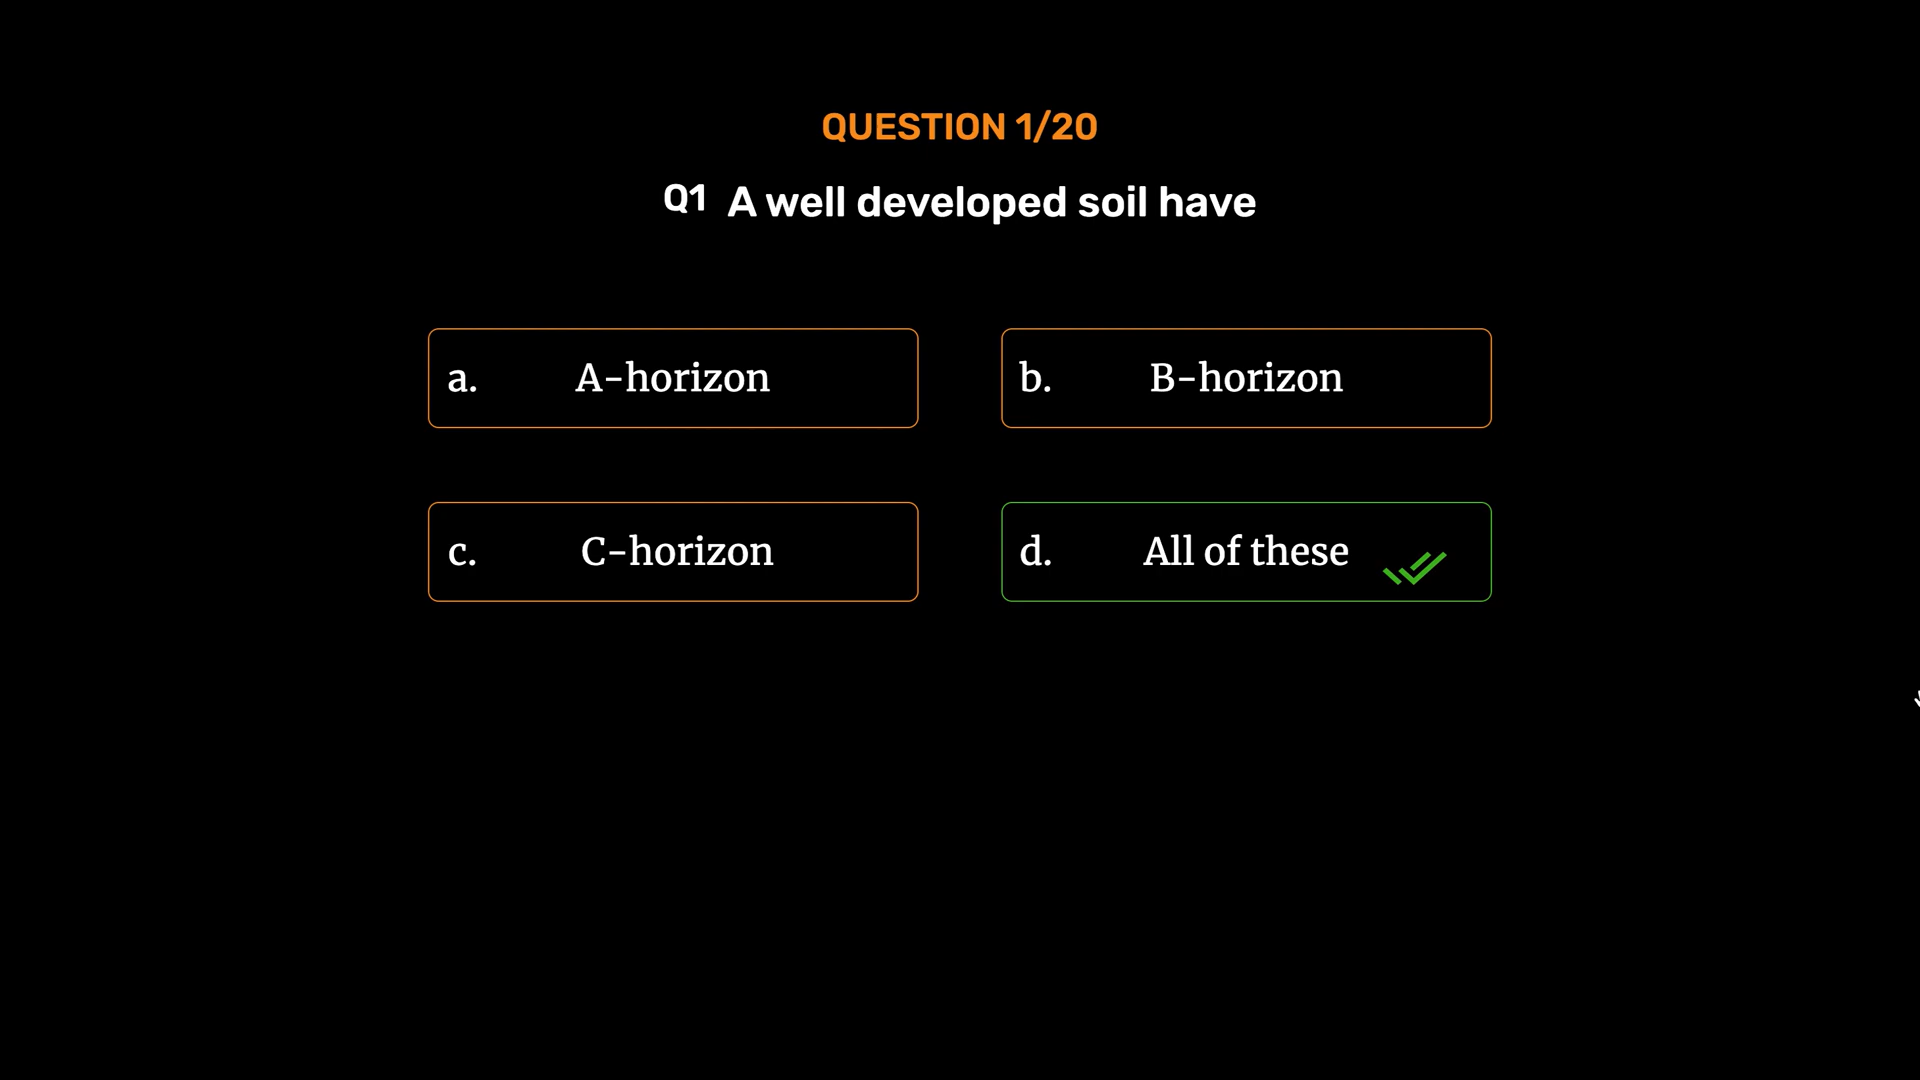 QUESTION 1/20
Q1 A well developed soil have
a. A-horizon
b. B-horizon
c. C-horizon
d. All of these